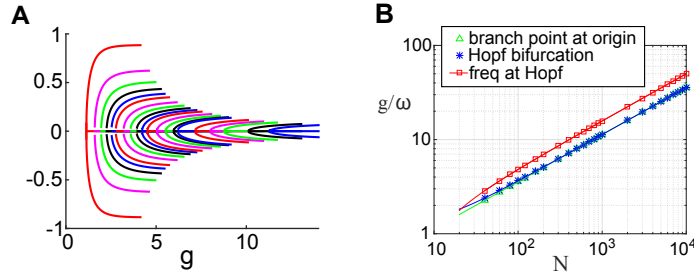 A
1
0.5
0
-0.5
-1
0
5
10
g
B
100
10
1
g/ω
branch point at origin
Hopf bifurcation
freq at Hopf
10
10²
10³
10⁴
N